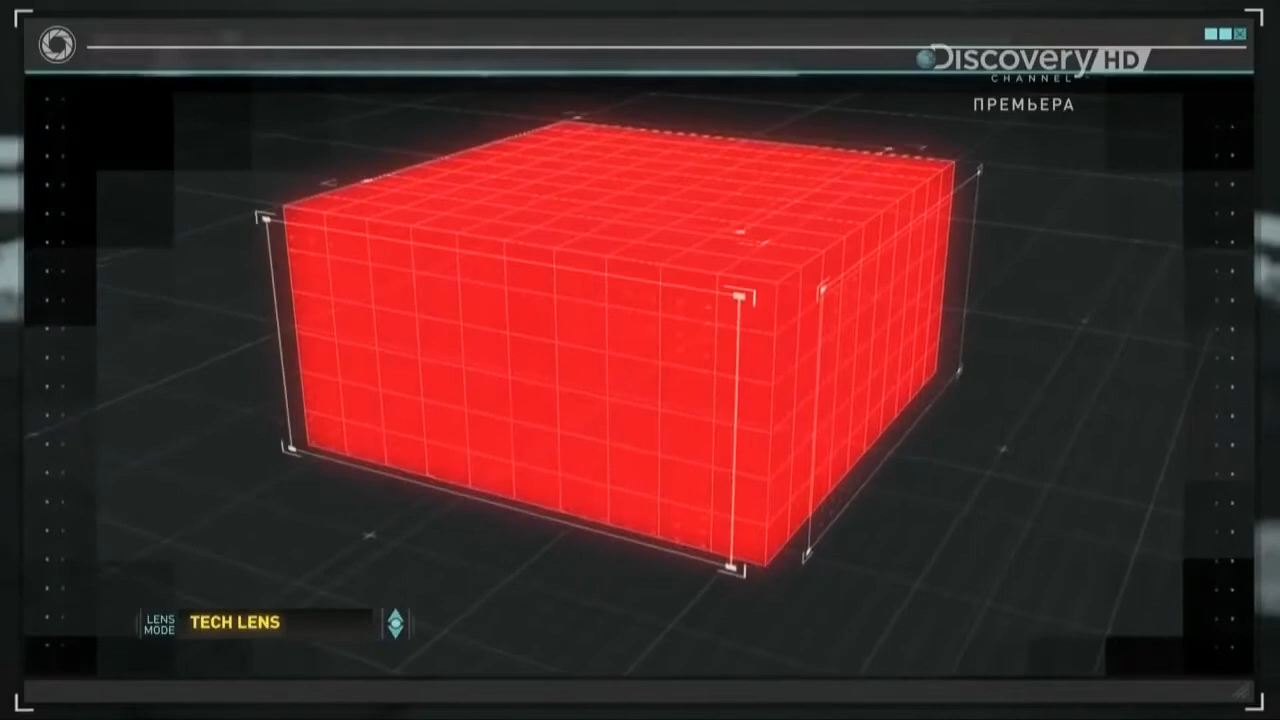 Discovery HD
CHANNEL
ПРЕМЬЕРА
LENS
MODE
TECH LENS